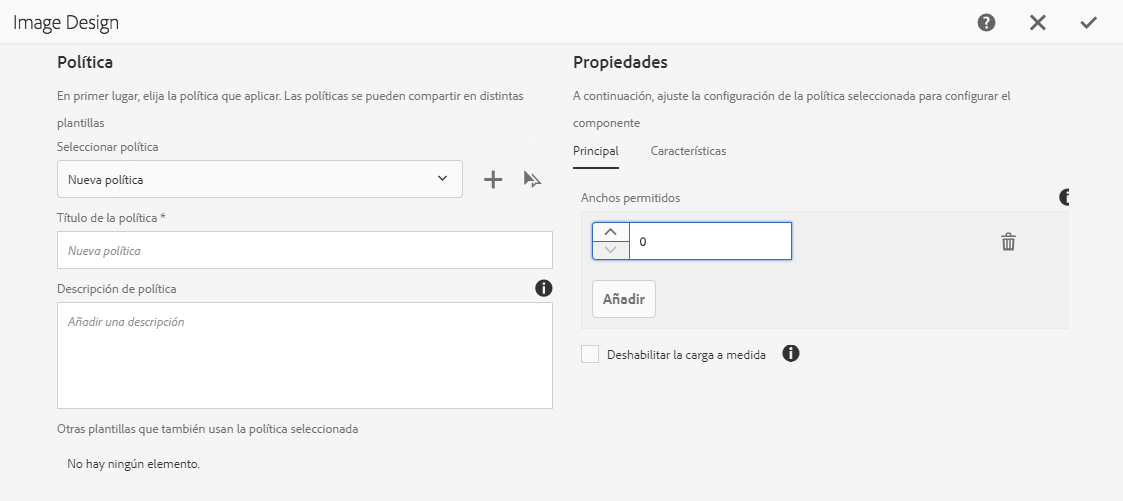 Image Design
Política
En primer lugar, elija la política que aplicar. Las políticas se pueden compartir en distintas
plantillas
Seleccionar política
Nueva política
Título de la política *
Nueva política
Descripción de política
Añadir una descripción
Otras plantillas que también usan la política seleccionada
No hay ningún elemento.
Propiedades
A continuación, ajuste la configuración de la política seleccionada para configurar el
componente
Principal Características
Anchos permitidos
0
Añadir
Deshabilitar la carga a medida